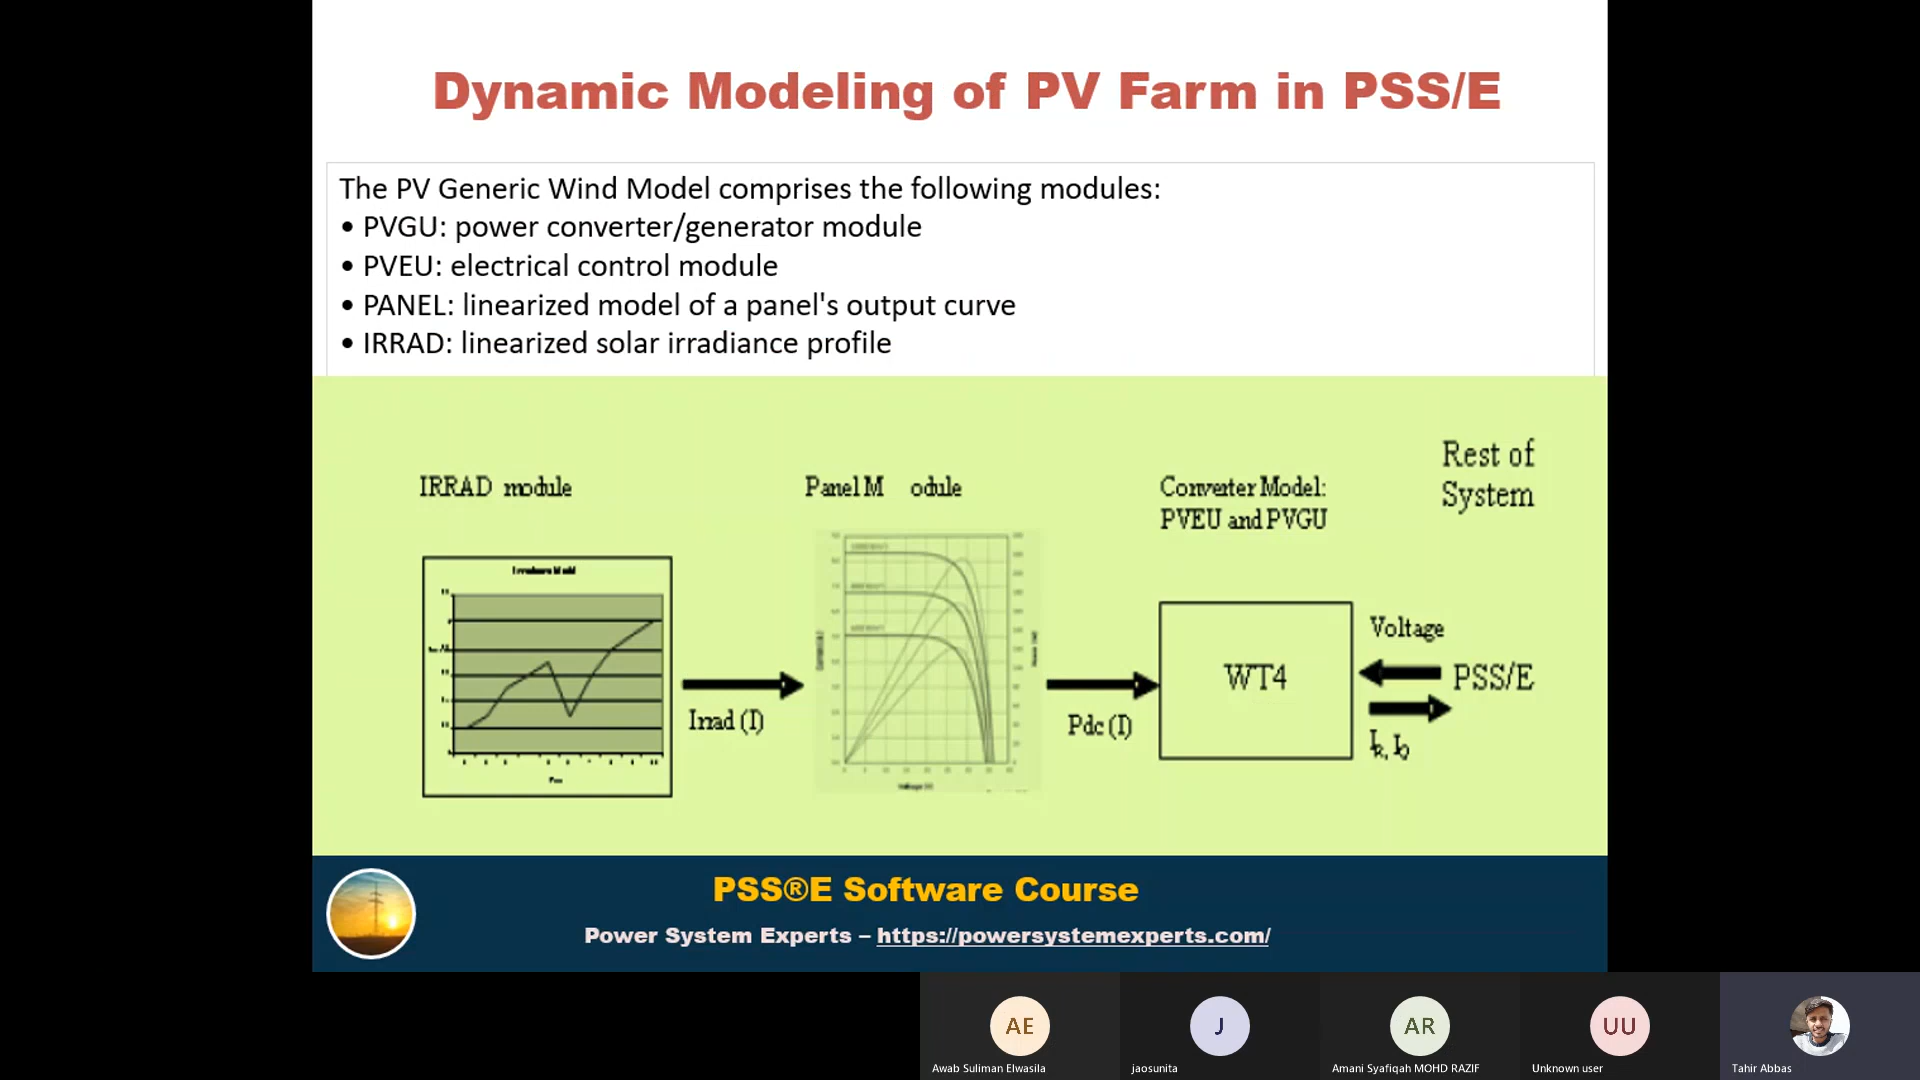 Dynamic Modeling of PV Farm in PSS/E
The PV Generic Wind Model comprises the following modules:
• PVGU: power converter/generator module
• PVEU: electrical control module
• PANEL: linearized model of a panel's output curve
• IRRAD: linearized solar irradiance profile
Rest of
System
IRRAD module
Panel M odule
Converter Model:
PVEU and PVGU
Irrad (I)
Pdc (I)
WT4
Voltage
PSS/E
PSS®E Software Course
Power System Experts – https://powersystemexperts.com/
AE
J
AR
UU
Awab Suliman Elwasila
jaosunita
Amani Syafiqah MOHD RAZIF
Unknown user
Tahir Abbas